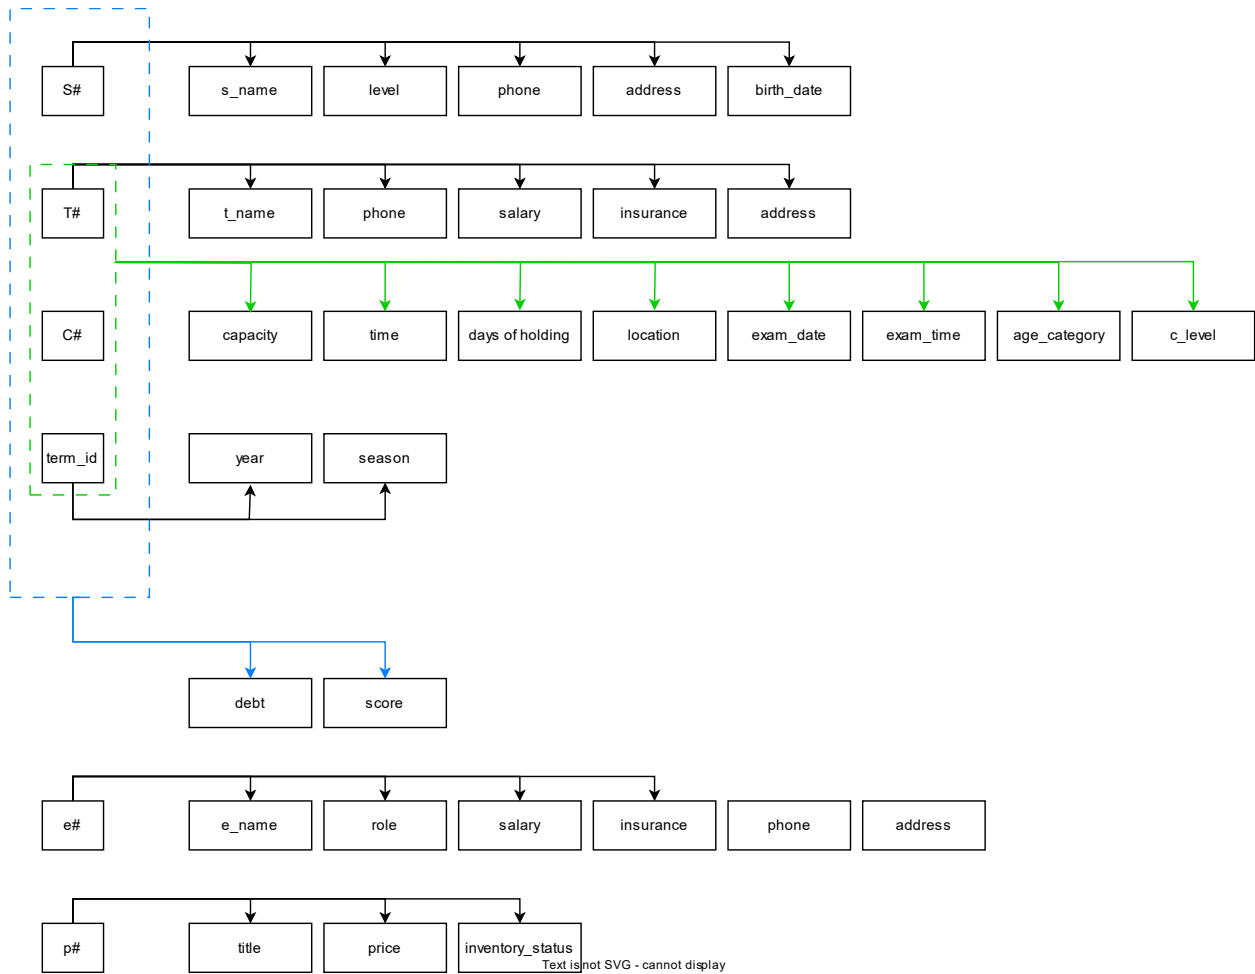 S#
s_name
level
phone
address
birth_date
T#
t_name
phone
salary
insurance
address
C#
capacity
time
days of holding
location
exam_date
exam_time
age_category
c_level
term_id
year
season
debt
score
e#
e_name
role
salary
insurance
phone
address
p#
title
price
inventory_status
Text is not SVG - cannot display